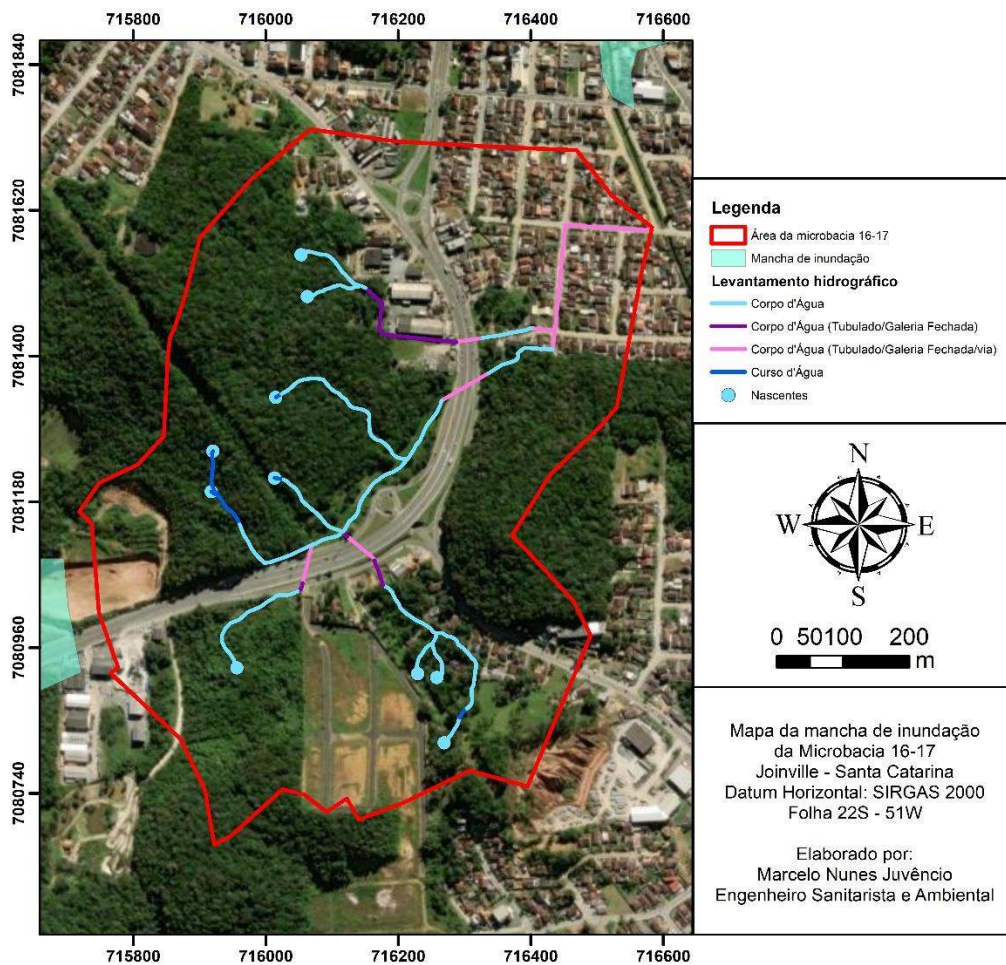 715800 716000 716200 716400 716600
7081840
7081620
7081400
7081180
7080960
7080740
715800 716000 716200 716400 716600
Legenda
Área da microbacia 16-17
Mancha de inundação
Levantamento hidrográfico
Corpo d'Água
Corpo d'Água (Tubulado/Galeria Fechada)
Corpo d'Água (Tubulado/Galeria Fechada/via)
Curso d'Água
Nascentes
N
W E
S
0 50100 200
m
Mapa da mancha de inundação
da Microbacia 16-17
Joinville - Santa Catarina
Datum Horizontal: SIRGAS 2000
Folha 22S - 51W
Elaborado por:
Marcelo Nunes Juvêncio
Engenheiro Sanitarista e Ambiental